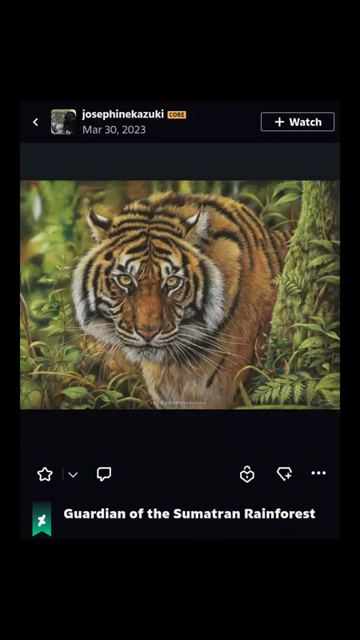 josephinekazuki CORE
Mar 30, 2023
+ Watch
Guardian of the Sumatran Rainforest